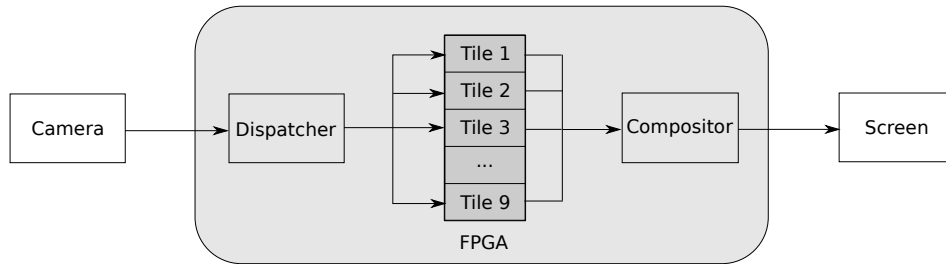 Camera
Dispatcher
Tile 1
Tile 2
Tile 3
...
Tile 9
FPGA
Compositor
Screen